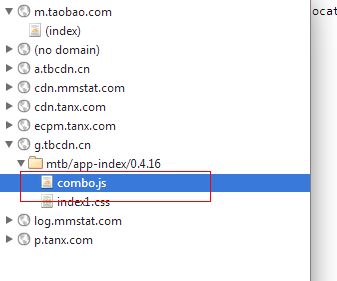 m.taobao.com
ocat
(index)
(no domain)
a.tbcdn.cn
cdn.mmstat.com
cdn.tanx.com
ecpm.tanx.com
g.tbcdn.cn
mtb/app-index/0.4.16
combo.js
index1.css
log.mmstat.com
p.tanx.com